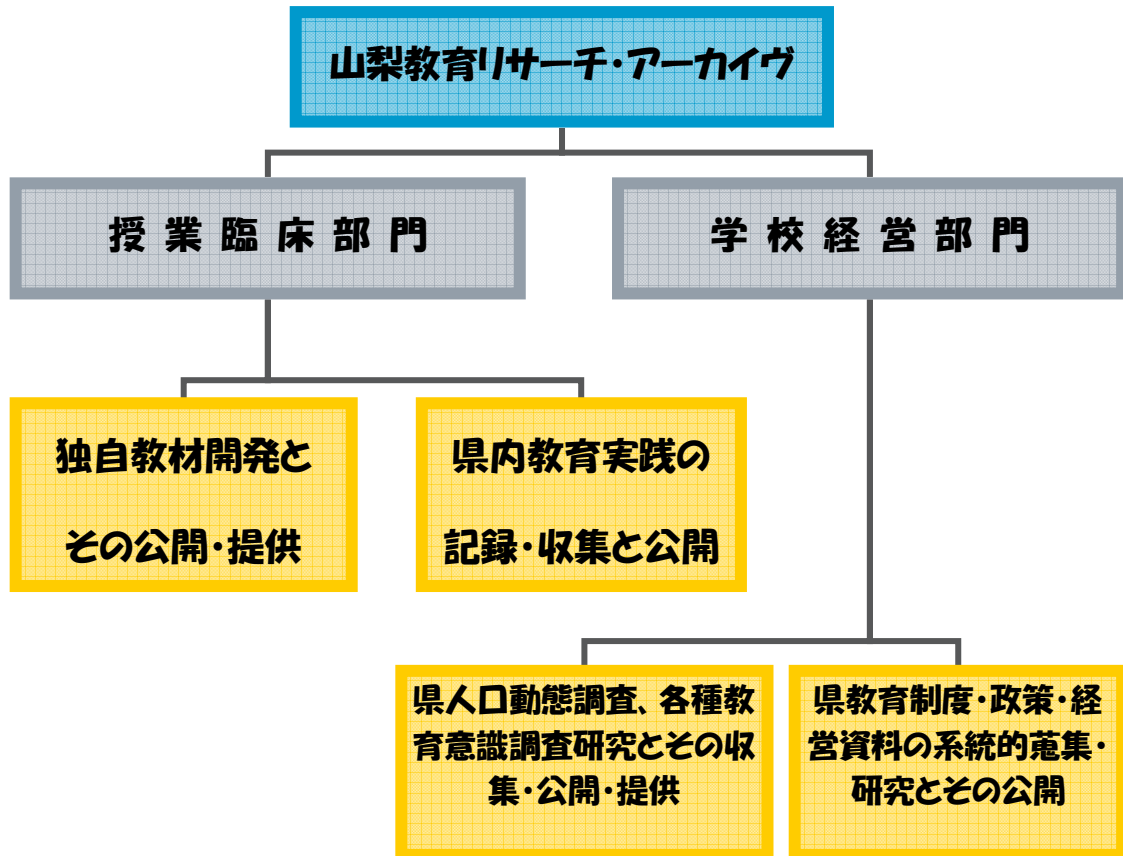 山梨教育リサーチ・アーカイヴ
授業臨床部門
学校経営部門
独自教材開発と
その公開・提供
県内教育実践の
記録・収集と公開
県人口動態調査、各種教
育意識調査研究とその収
集・公開・提供
県教育制度・政策・経
営資料の系統的蒐集・
研究とその公開